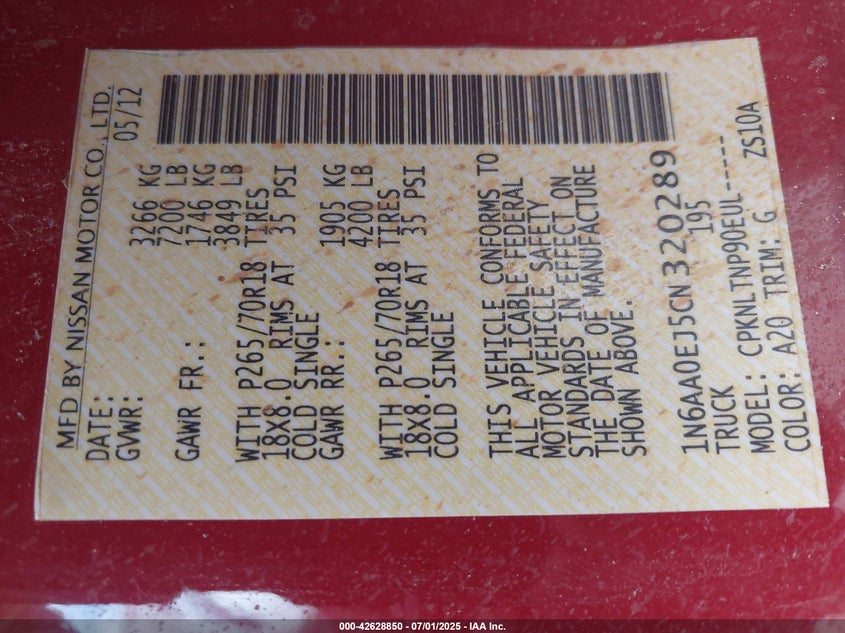 MFD BY NISSAN MOTOR CO., LTD.
DATE: 05/12
GVWR: 3266 KG
7200 LB
GAWR FR.: 1746 KG
3849 LB
WITH P265/70R18 TIRES
18X8.0 RIMS AT 35 PSI
COLD SINGLE
GAWR RR.: 1905 KG
4200 LB
WITH P265/70R18 TIRES
18X8.0 RIMS AT 35 PSI
COLD SINGLE
THIS VEHICLE CONFORMS TO
ALL APPLICABLE FEDERAL
MOTOR VEHICLE SAFETY
STANDARDS IN EFFECT ON
THE DATE OF MANUFACTURE
SHOWN ABOVE.
1N6AA0EJ5CN320289
TRUCK 195
MODEL: CPKNLTNP90EUL-----
COLOR: A20 TRIM: G ZS10A
000-42628850 - 07/01/2025 - IAA Inc.